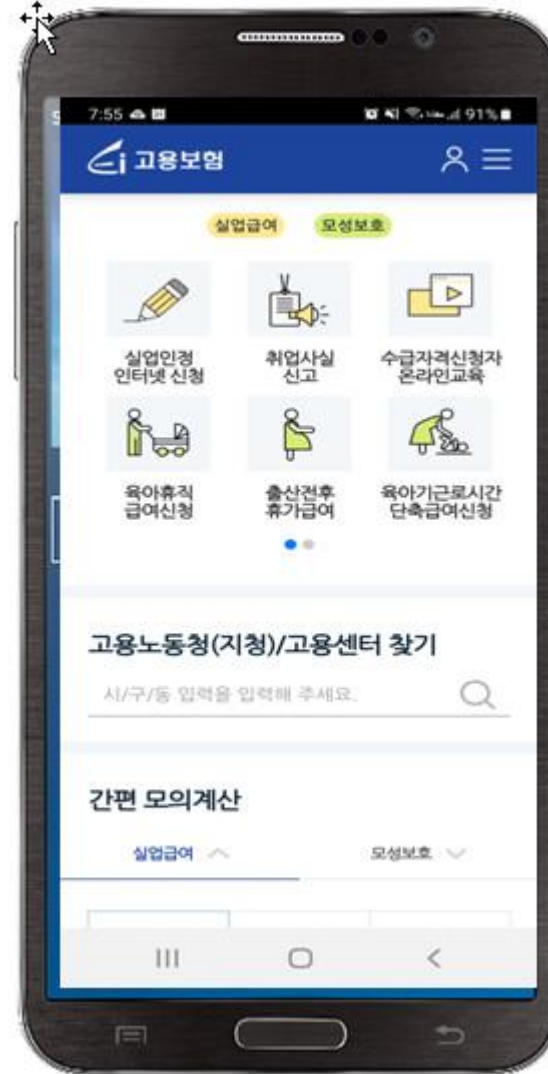 7:55
91%
고용보험
실업급여 모성보호
실업인정
인터넷 신청
취업사실
신고
수급자격신청자
온라인교육
육아휴직
급여신청
출산전후
휴가급여
육아기근로시간
단축급여신청
고용노동청(지청)/고용센터 찾기
시/구/동 입력을 입력해 주세요.
간편 모의계산
실업급여 모성보호